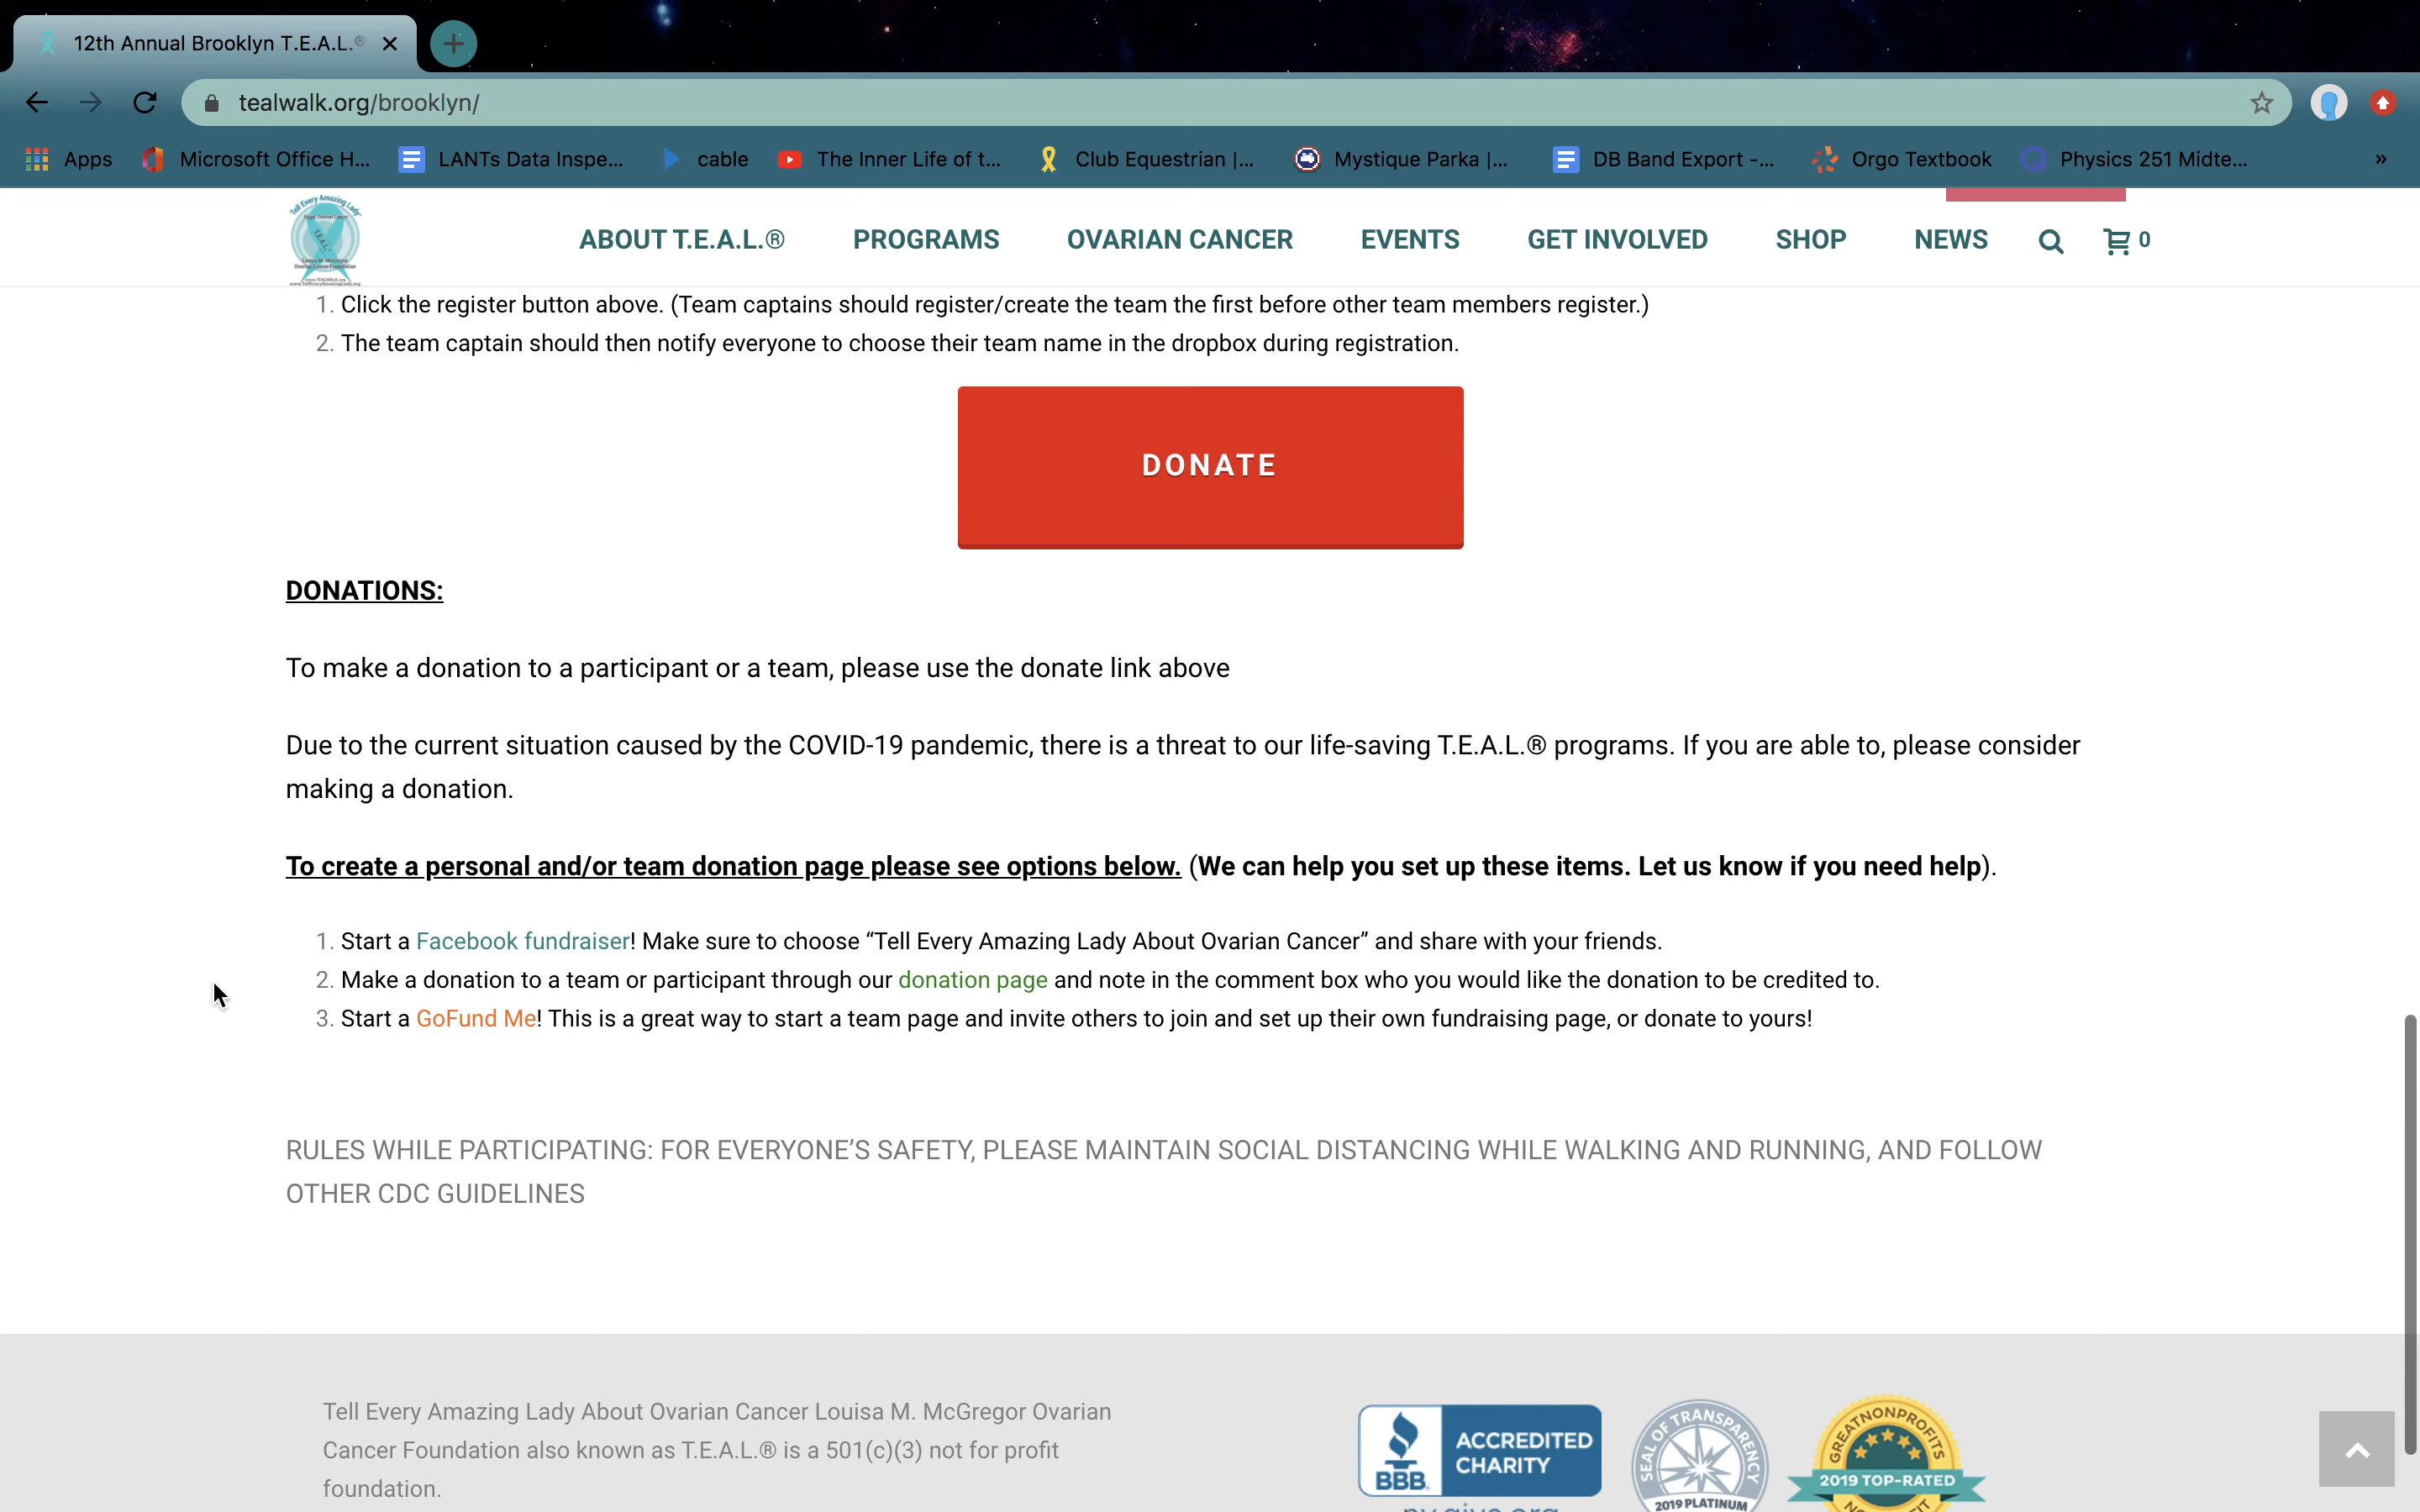 12th Annual Brooklyn T.E.A.L.®
tealwalk.org/brooklyn/
Apps Microsoft Office H... LANTs Data Inspe... cable The Inner Life of t... Club Equestrian |... Mystique Parka |... DB Band Export -... Orgo Textbook Physics 251 Midte... »
Tell Every Amazing Lady
T.E.A.L.
ABOUT T.E.A.L.® PROGRAMS OVARIAN CANCER EVENTS GET INVOLVED SHOP NEWS 0
1. Click the register button above. (Team captains should register/create the team the first before other team members register.)
2. The team captain should then notify everyone to choose their team name in the dropbox during registration.
DONATE
DONATIONS:
To make a donation to a participant or a team, please use the donate link above
Due to the current situation caused by the COVID-19 pandemic, there is a threat to our life-saving T.E.A.L.® programs. If you are able to, please consider
making a donation.
To create a personal and/or team donation page please see options below. (We can help you set up these items. Let us know if you need help).
1. Start a Facebook fundraiser! Make sure to choose “Tell Every Amazing Lady About Ovarian Cancer” and share with your friends.
2. Make a donation to a team or participant through our donation page and note in the comment box who you would like the donation to be credited to.
3. Start a GoFund Me! This is a great way to start a team page and invite others to join and set up their own fundraising page, or donate to yours!
RULES WHILE PARTICIPATING: FOR EVERYONE’S SAFETY, PLEASE MAINTAIN SOCIAL DISTANCING WHILE WALKING AND RUNNING, AND FOLLOW
OTHER CDC GUIDELINES
Tell Every Amazing Lady About Ovarian Cancer Louisa M. McGregor Ovarian
Cancer Foundation also known as T.E.A.L.® is a 501(c)(3) not for profit
foundation.
BBB. ACCREDITED
CHARITY
ny.give.org
SEAL OF TRANSPARENCY
2019 PLATINUM
GREATNONPROFITS
2019 TOP-RATED